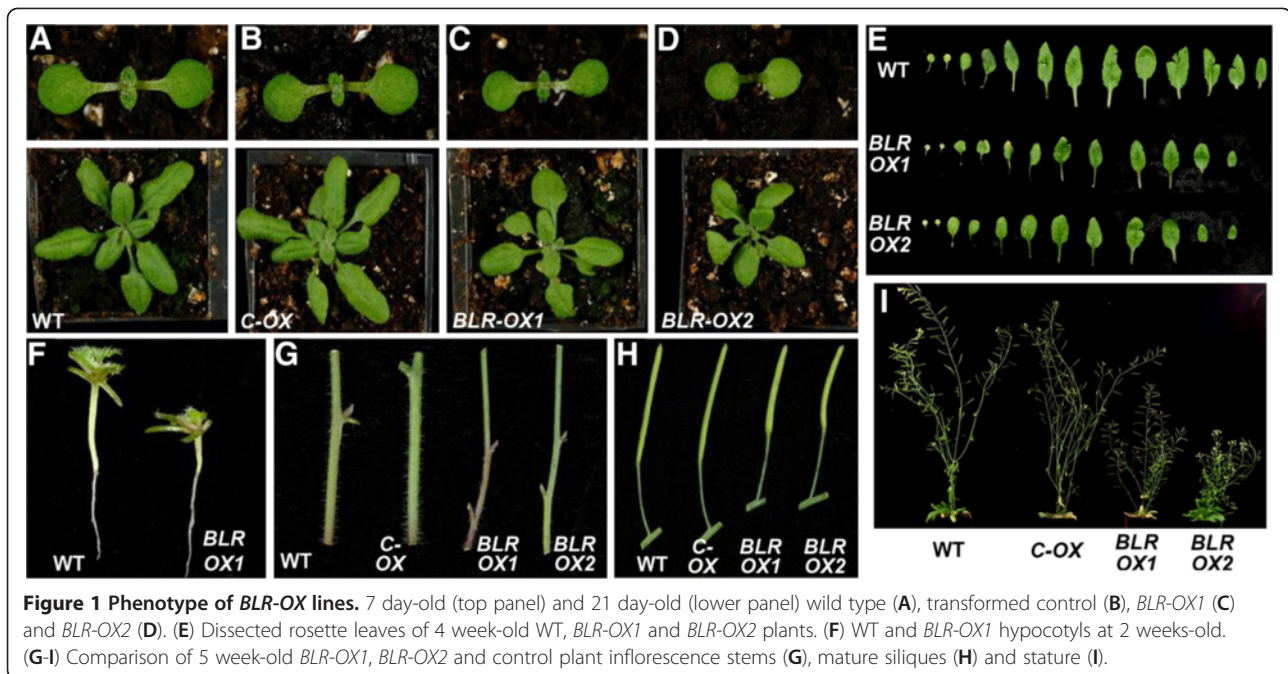 A
B
C
D
WT
C-OX
BLR-OX1
BLR-OX2
E
WT
BLR
OX1
BLR
OX2
F
WT
BLR
OX1
G
WT
C-
OX
BLR
OX1
BLR
OX2
H
WT
C-
OX
BLR
OX1
BLR
OX2
I
WT
C-OX
BLR
OX1
BLR
OX2
Figure 1 Phenotype of BLR-OX lines. 7 day-old (top panel) and 21 day-old (lower panel) wild type (A), transformed control (B), BLR-OX1 (C)
and BLR-OX2 (D). (E) Dissected rosette leaves of 4 week-old WT, BLR-OX1 and BLR-OX2 plants. (F) WT and BLR-OX1 hypocotyls at 2 weeks-old.
(G-I) Comparison of 5 week-old BLR-OX1, BLR-OX2 and control plant inflorescence stems (G), mature siliques (H) and stature (I).